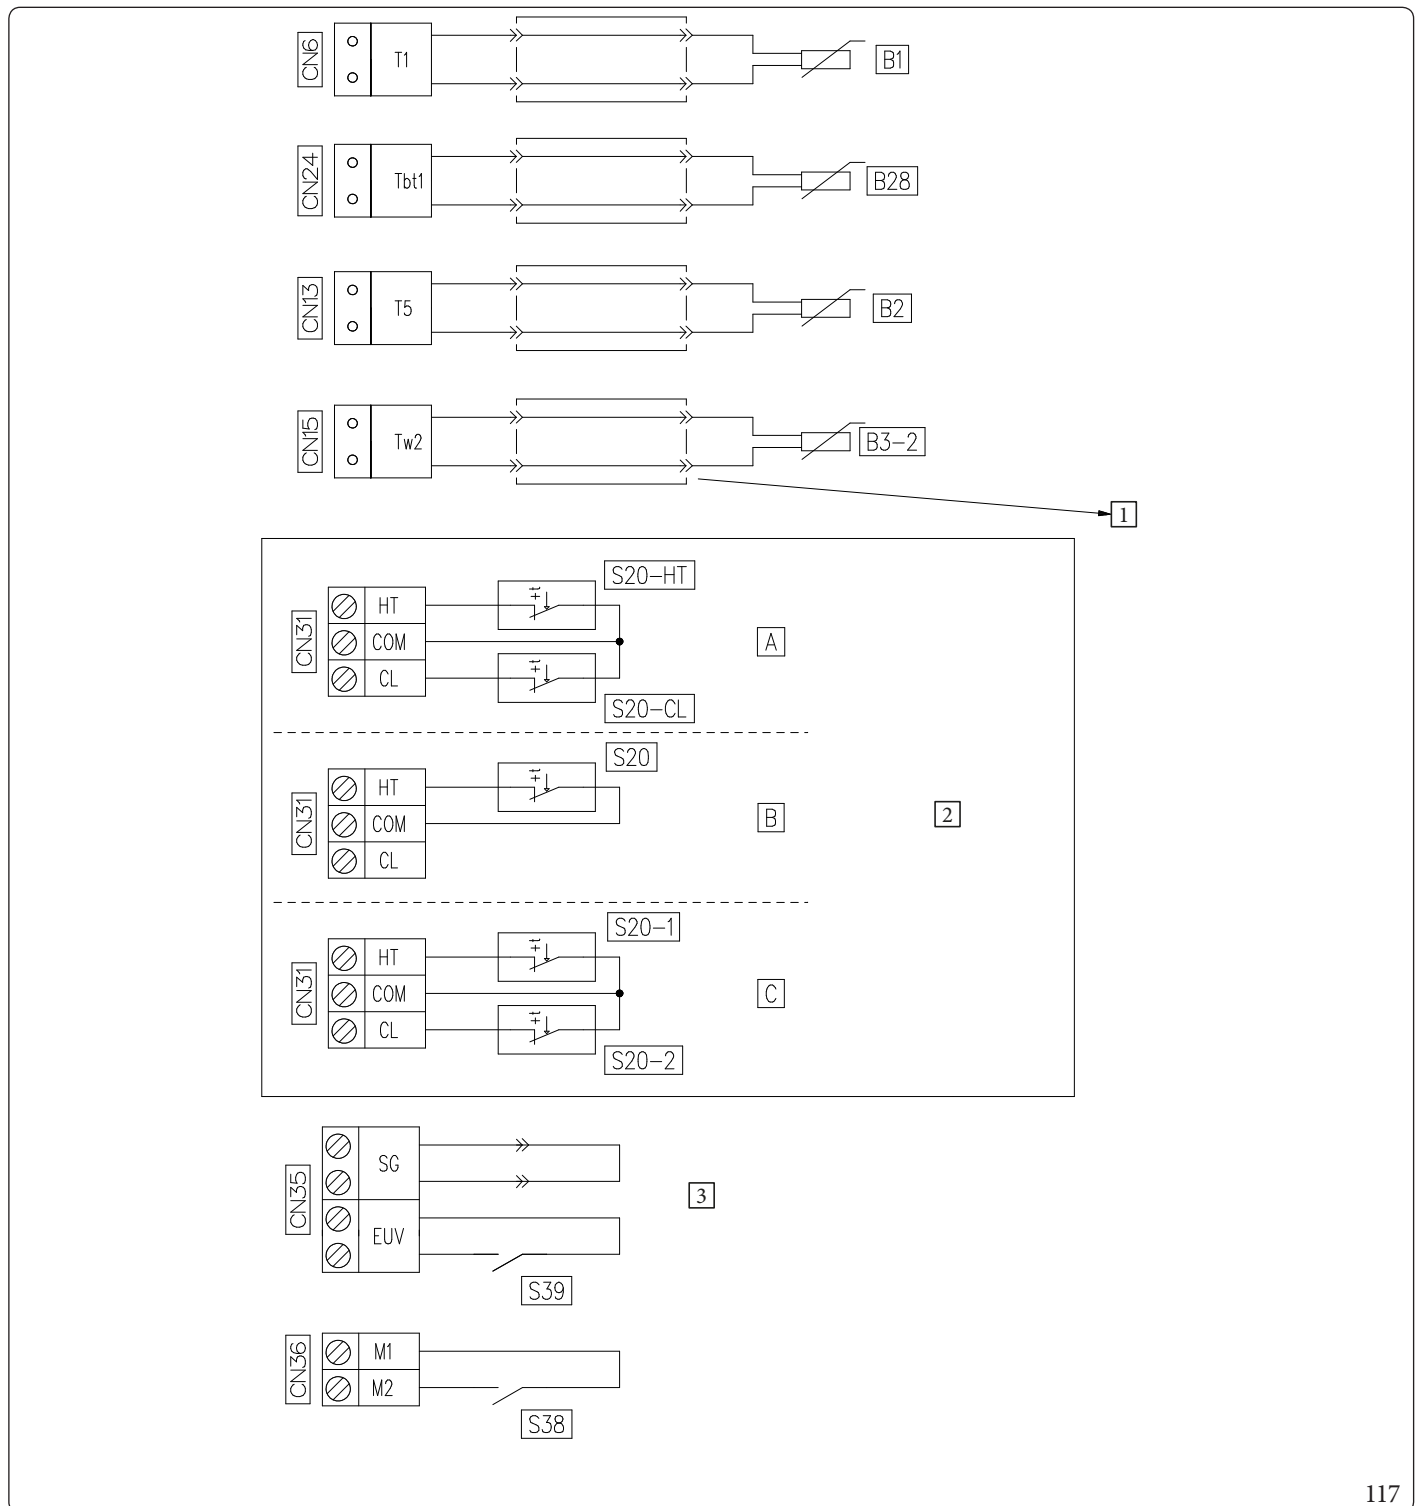 CN6
T1
B1
CN24
Tbt1
B28
CN13
T5
B2
CN15
Tw2
B3-2
1
S20-HT
CN31
HT
+t
COM
A
CL
+t
S20-CL
S20
CN31
HT
+t
COM
B
2
CL
S20-1
CN31
HT
+t
COM
C
CL
+t
S20-2
CN35
SG
3
EUV
S39
CN36
M1
M2
S38
117